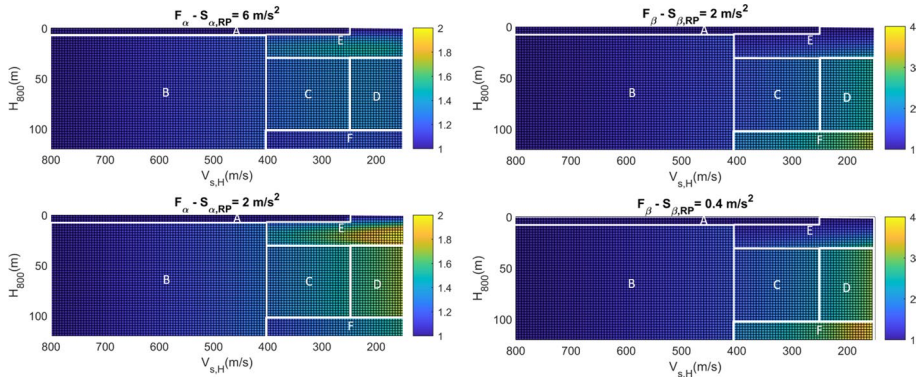 F_α - S_α,RP = 6 m/s²
0
50
100
H_800(m)
A
E
B
C
D
F
800 700 600 500 400 300 200
V_s,H(m/s)
2
1.8
1.6
1.4
1.2
1
F_β - S_β,RP = 2 m/s²
0
50
100
H_800(m)
A
E
B
C
D
F
800 700 600 500 400 300 200
V_s,H(m/s)
4
3
2
1
F_α - S_α,RP = 2 m/s²
0
50
100
H_800(m)
A
E
B
C
D
F
800 700 600 500 400 300 200
V_s,H(m/s)
2
1.8
1.6
1.4
1.2
1
F_β - S_β,RP = 0.4 m/s²
0
50
100
H_800(m)
A
E
B
C
D
F
800 700 600 500 400 300 200
V_s,H(m/s)
4
3
2
1